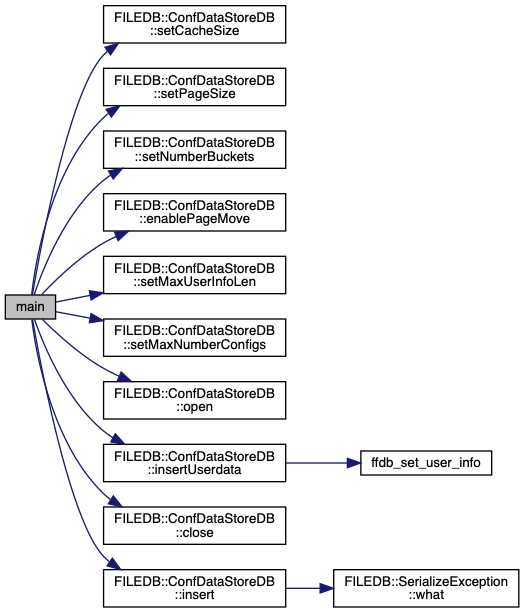 FILEDB::ConfDataStoreDB
::setCacheSize
FILEDB::ConfDataStoreDB
::setPageSize
FILEDB::ConfDataStoreDB
::setNumberBuckets
FILEDB::ConfDataStoreDB
::enablePageMove
FILEDB::ConfDataStoreDB
::setMaxUserInfoLen
main
FILEDB::ConfDataStoreDB
::setMaxNumberConfigs
FILEDB::ConfDataStoreDB
::open
FILEDB::ConfDataStoreDB
::insertUserdata
ffdb_set_user_info
FILEDB::ConfDataStoreDB
::close
FILEDB::ConfDataStoreDB
::insert
FILEDB::SerializeException
::what